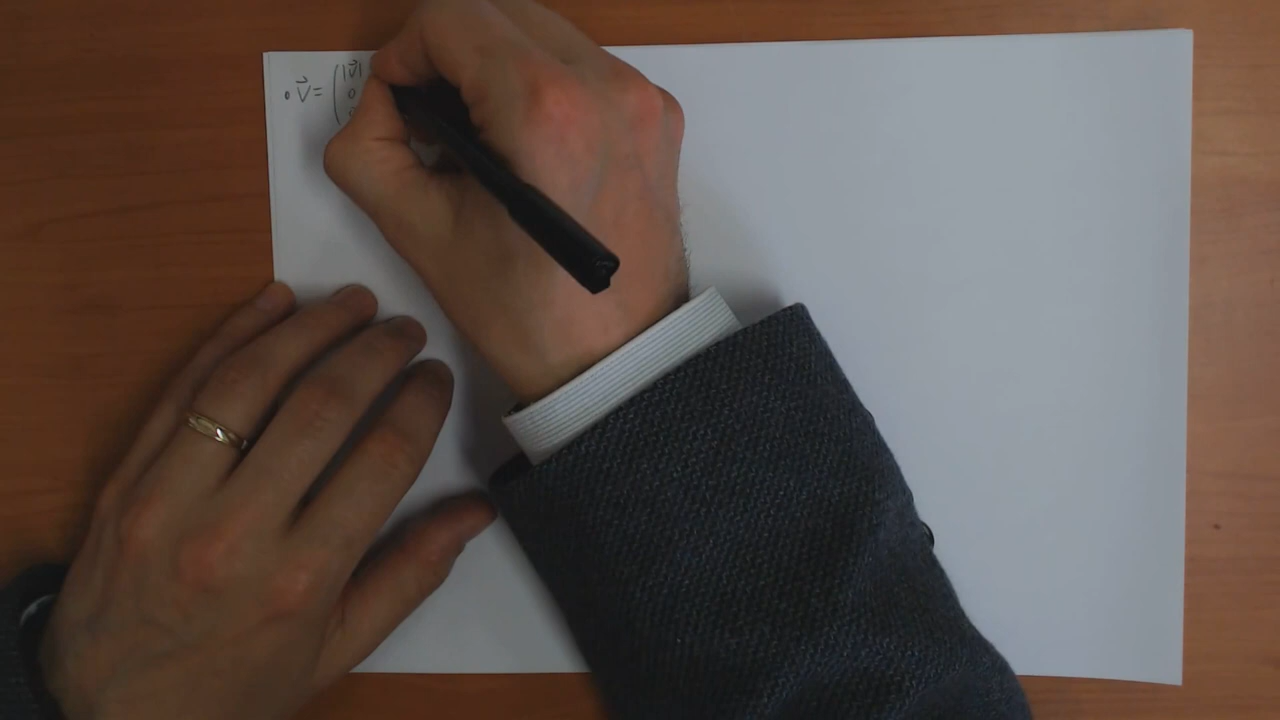 • v⃗ = ( |v⃗|
0